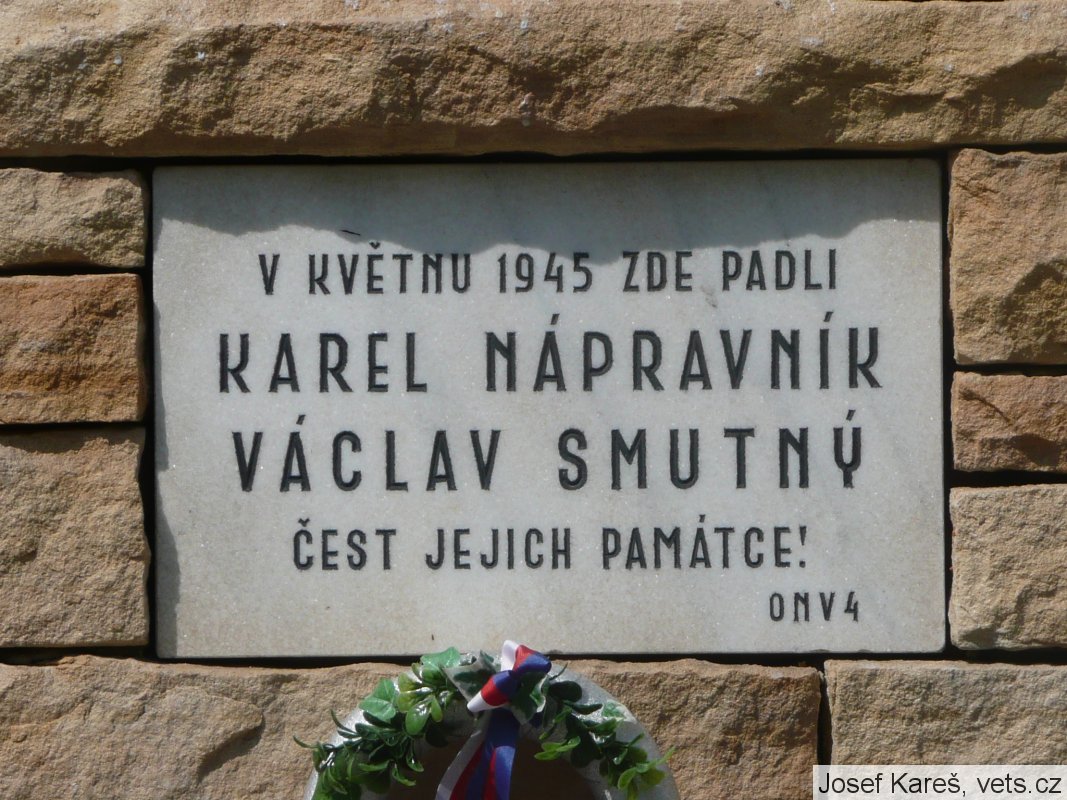 V KVĚTNU 1945 ZDE PADLI
KAREL NÁPRAVNÍK
VÁCLAV SMUTNÝ
ČEST JEJICH PAMÁTCE!
ONV4
Josef Kareš, vets.cz